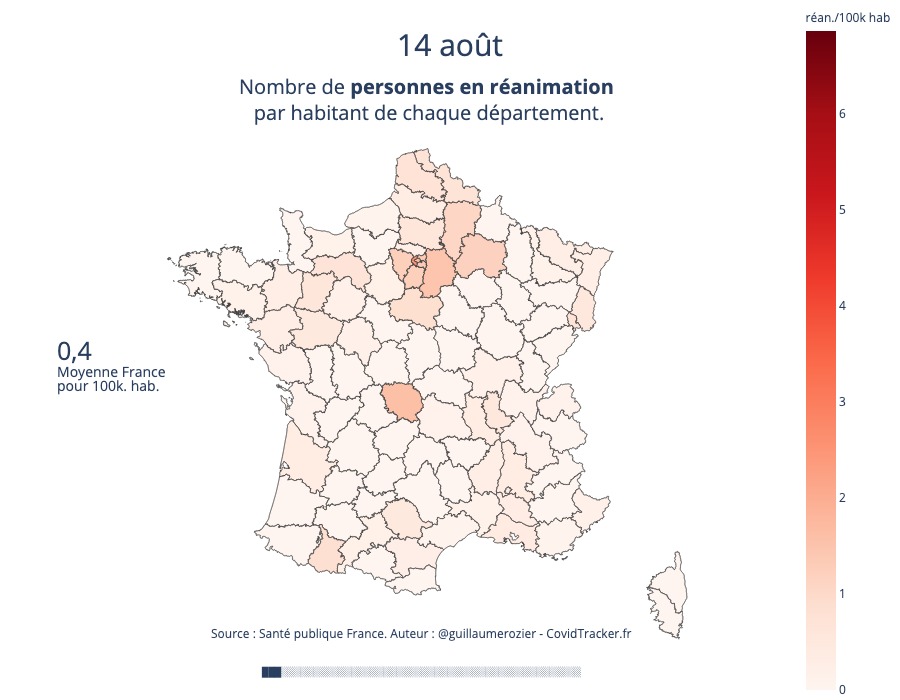 réan./100k hab
14 août
Nombre de personnes en réanimation
par habitant de chaque département.
6
5
4
3
2
1
0
0,4
Moyenne France
pour 100k. hab.
Source : Santé publique France. Auteur : @guillaumerozier - CovidTracker.fr